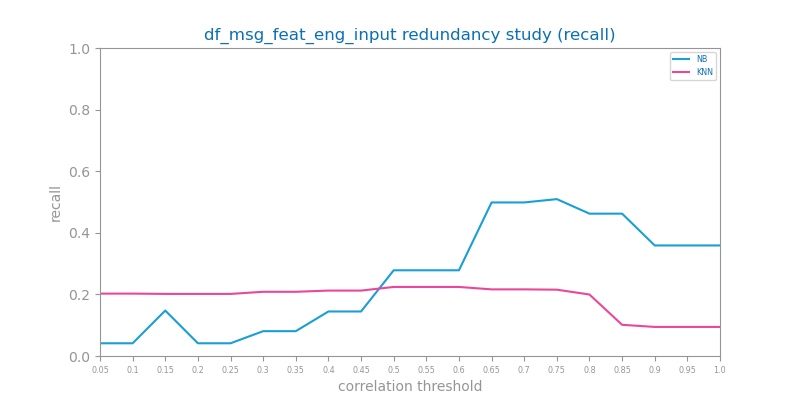 df_msg_feat_eng_input redundancy study (recall)
1.0
0.8
0.6
0.4
0.2
0.0
recall
NB
KNN
0.05 0.1 0.15 0.2 0.25 0.3 0.35 0.4 0.45 0.5 0.55 0.6 0.65 0.7 0.75 0.8 0.85 0.9 0.95 1.0
correlation threshold